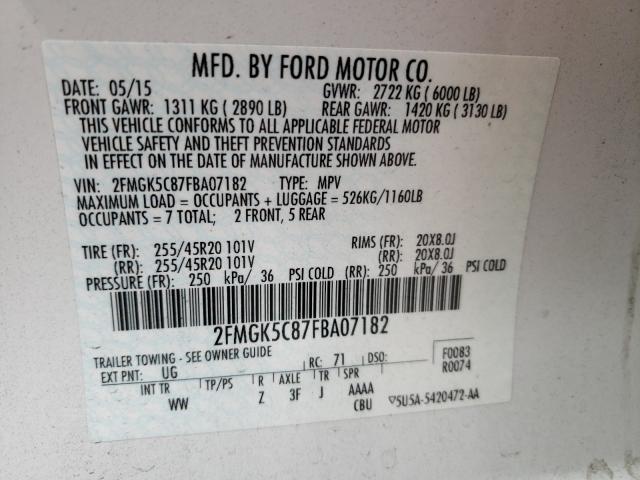 MFD. BY FORD MOTOR CO.
DATE: 05/15 GVWR: 2722 KG ( 6000 LB)
FRONT GAWR: 1311 KG ( 2890 LB) REAR GAWR: 1420 KG ( 3130 LB)
THIS VEHICLE CONFORMS TO ALL APPLICABLE FEDERAL MOTOR
VEHICLE SAFETY AND THEFT PREVENTION STANDARDS
IN EFFECT ON THE DATE OF MANUFACTURE SHOWN ABOVE.
VIN: 2FMGK5C87FBA07182 TYPE: MPV
MAXIMUM LOAD = OCCUPANTS + LUGGAGE = 526KG/1160LB
OCCUPANTS = 7 TOTAL; 2 FRONT, 5 REAR
TIRE (FR): 255/45R20 101V RIMS (FR): 20X8.0J
(RR): 255/45R20 101V (RR): 20X8.0J
PRESSURE (FR): 250 kPa/ 36 PSI COLD (RR): 250 kPa/ 36 PSI COLD
2FMGK5C87FBA07182
TRAILER TOWING - SEE OWNER GUIDE
EXT PNT: UG RC: 71 DSO: F0083
R0074
INT TR TP/PS R AXLE TR SPR
WW Z 3F J AAAA
CBU ▽5U5A-5420472-AA